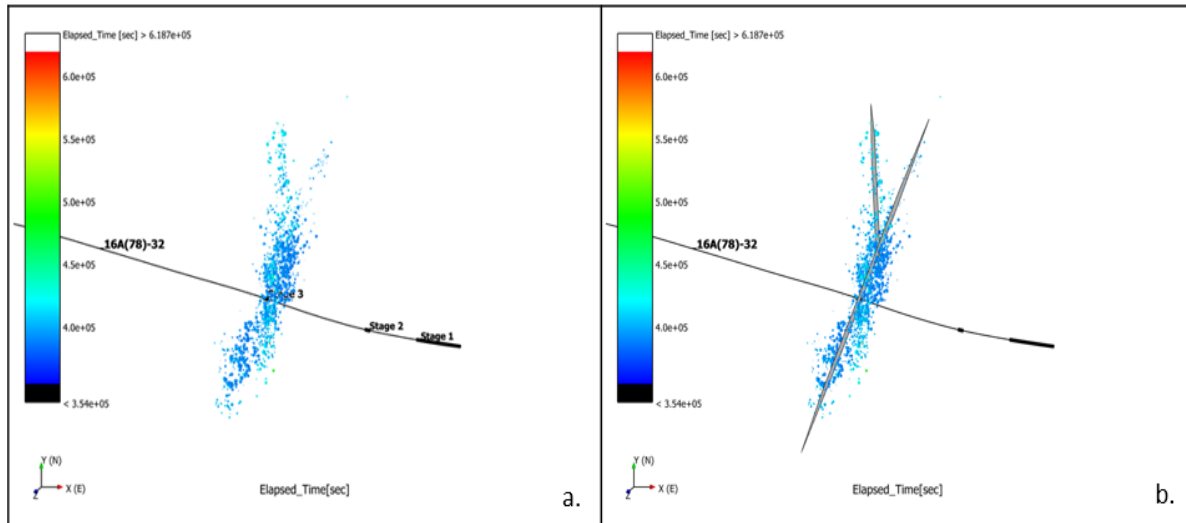 Elapsed_Time [sec] > 6.187e+05
6.0e+05
5.5e+05
5.0e+05
4.5e+05
4.0e+05
< 3.54e+05
16A(78)-32
3
Stage 2
Stage 1
Y (N)
X (E)
Z
Elapsed_Time[sec]
a.
Elapsed_Time [sec] > 6.187e+05
6.0e+05
5.5e+05
5.0e+05
4.5e+05
4.0e+05
< 3.54e+05
16A(78)-32
Y (N)
X (E)
Z
Elapsed_Time[sec]
b.